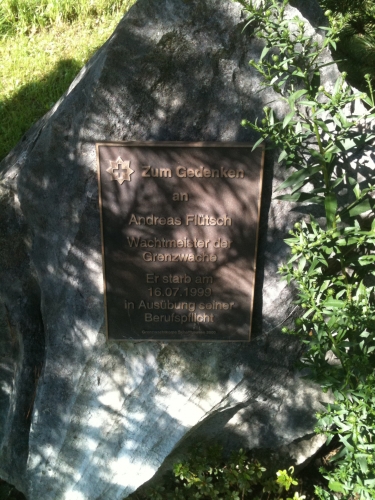 Zum Gedenken
an
Andreas Flütsch
Wachtmeister der
Grenzwache
Er starb am
16.07.1999
In Ausübung seiner
Berufspflicht